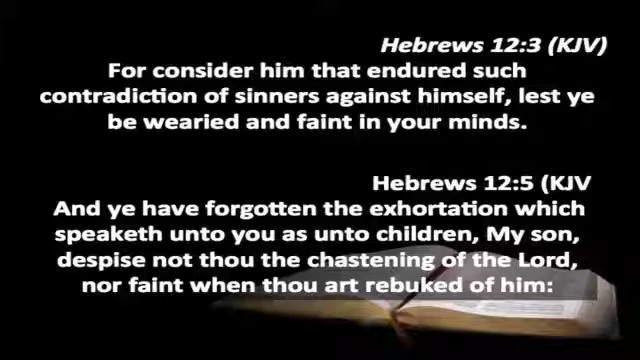 Hebrews 12:3 (KJV)
For consider him that endured such
contradiction of sinners against himself, lest ye
be wearied and faint in your minds.
Hebrews 12:5 (KJV
And ye have forgotten the exhortation which
speaketh unto you as unto children, My son,
despise not thou the chastening of the Lord,
nor faint when thou art rebuked of him: